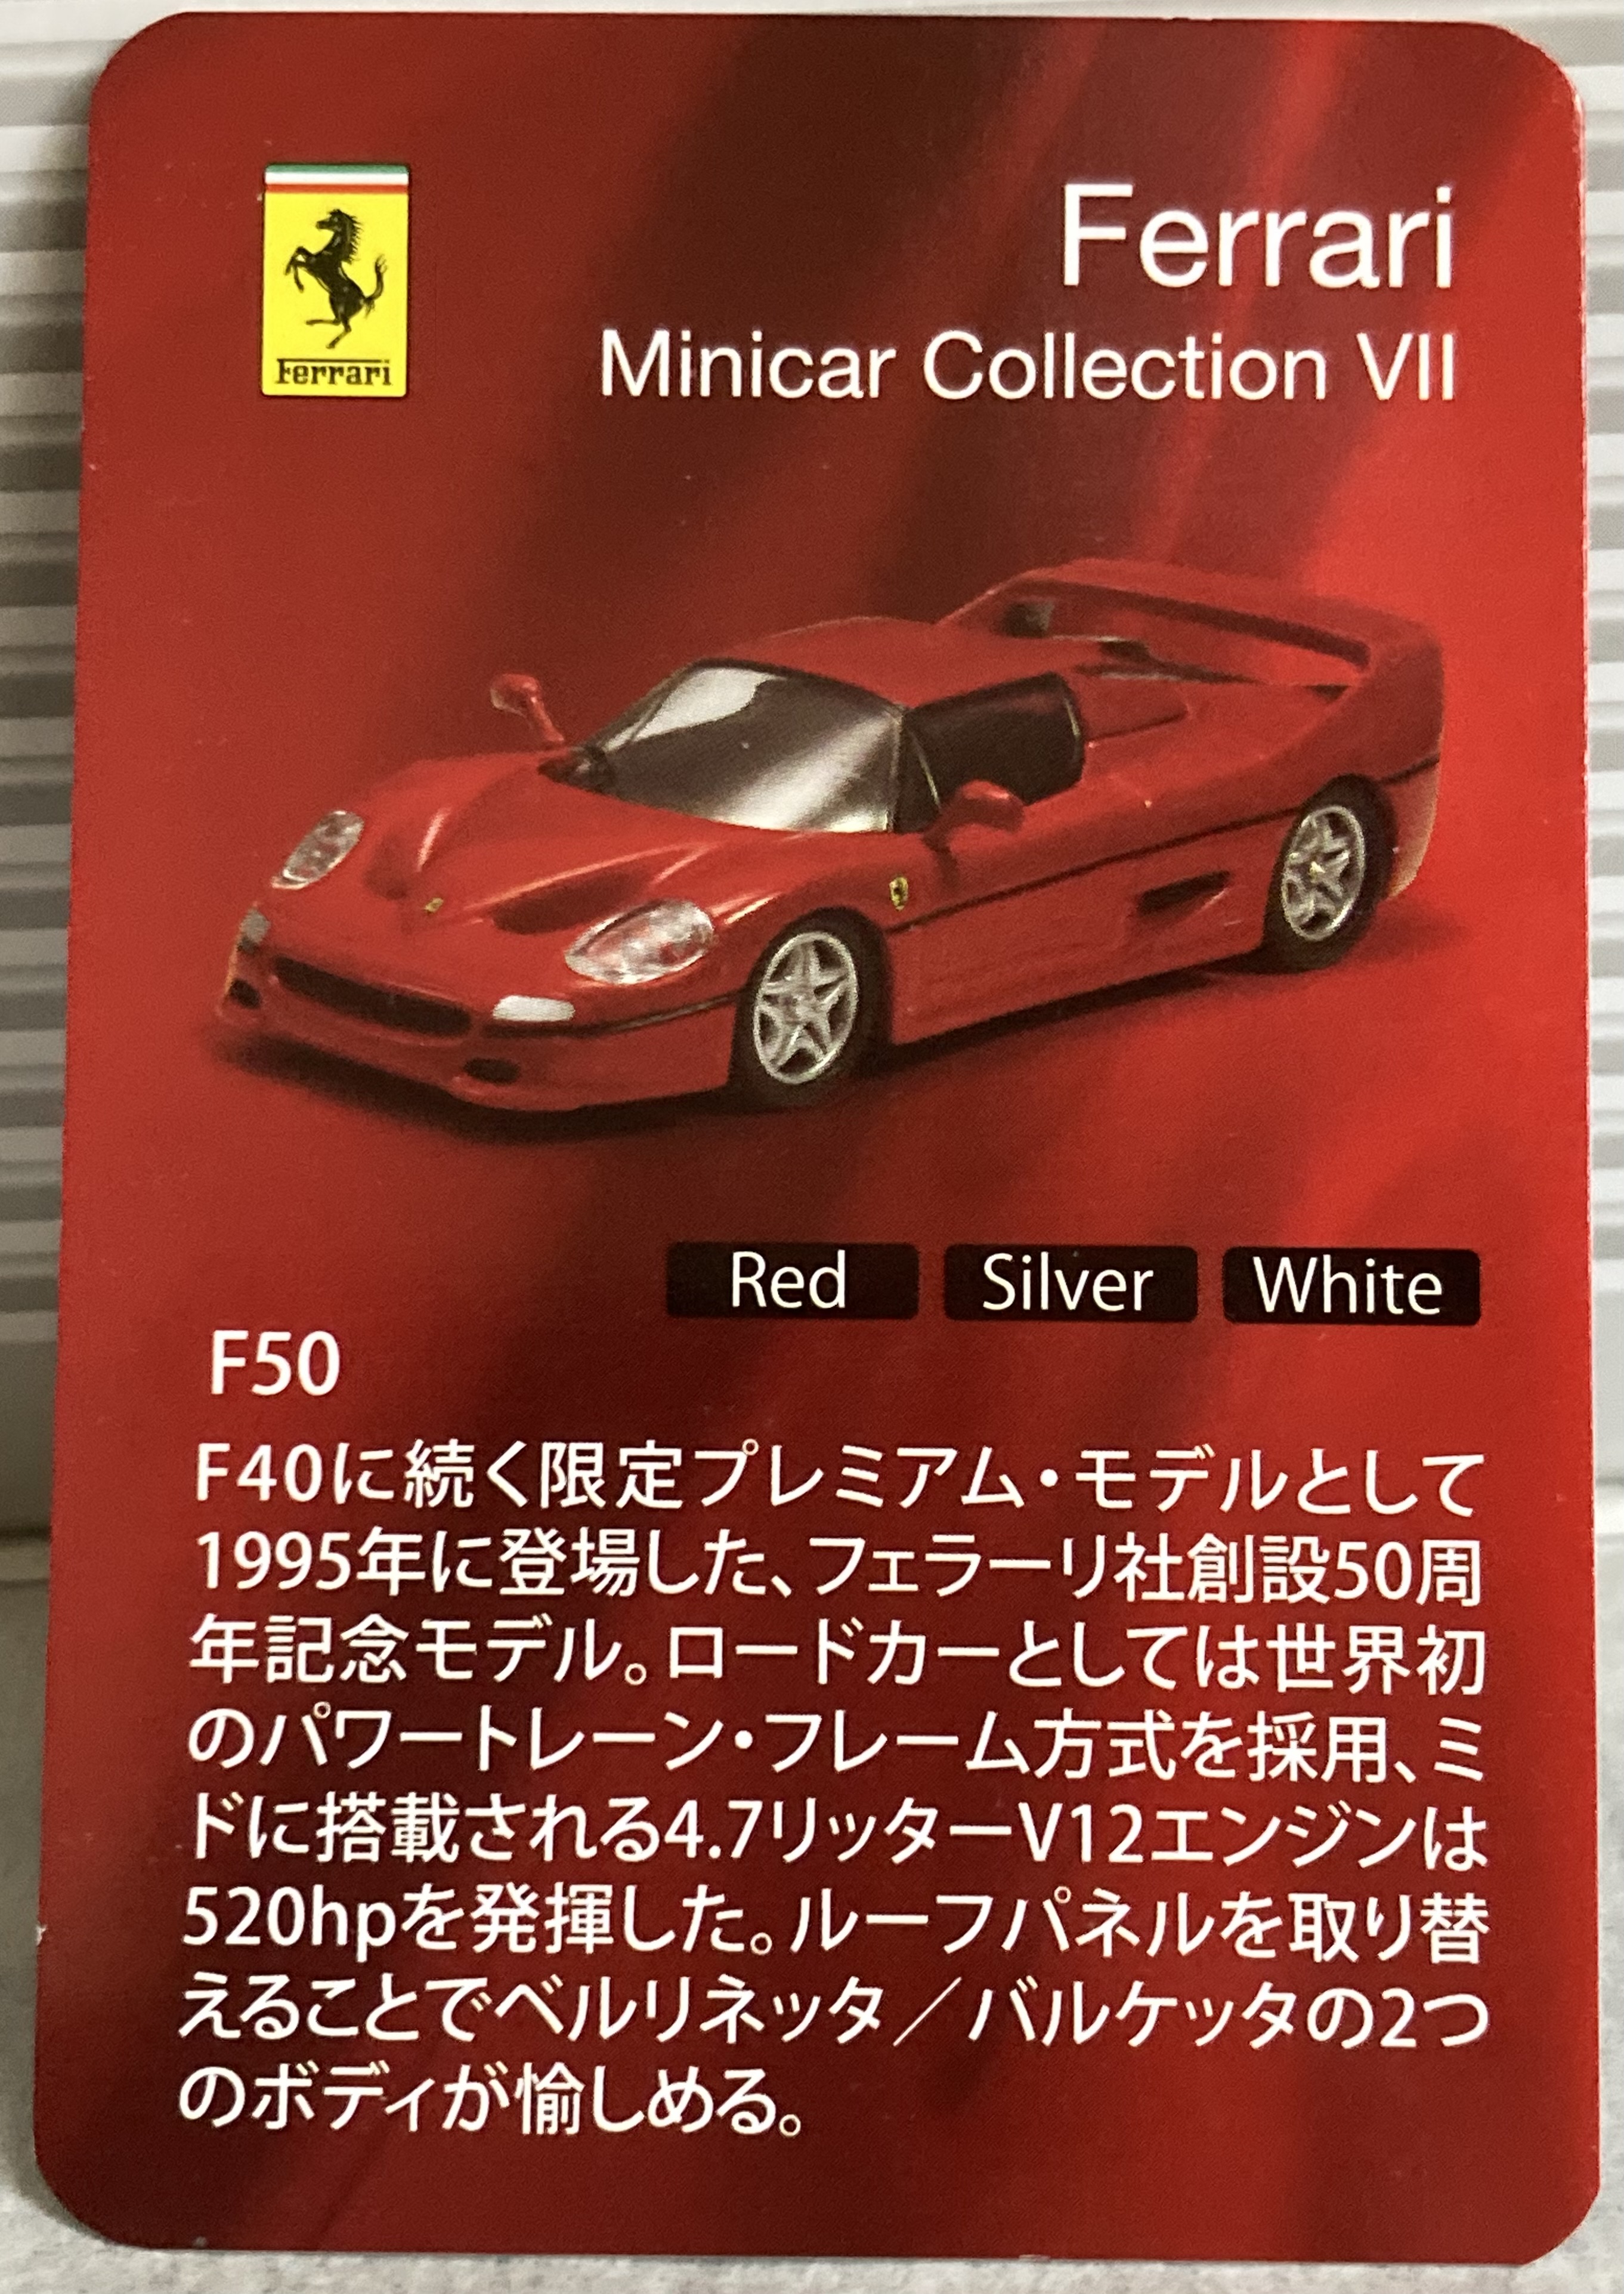 Ferrari
Ferrari
Minicar Collection VII
Red Silver White
F50
F40に続く限定プレミアム・モデルとして
1995年に登場した、フェラーリ社創設50周
年記念モデル。ロードカーとしては世界初
のパワートレーン・フレーム方式を採用、ミ
ドに搭載される4.7リッターV12エンジンは
520hpを発揮した。ルーフパネルを取り替
えることでベルリネッタ／バルケッタの2つ
のボディが愉しめる。